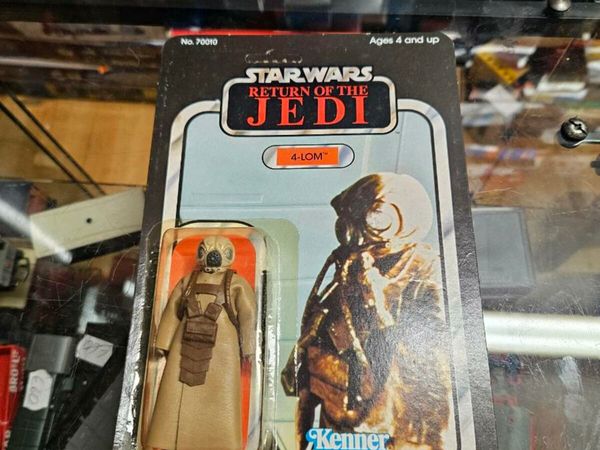 No. 70010
Ages 4 and up
STAR WARS
RETURN OF THE
JEDI
4-LOM™
Kenner